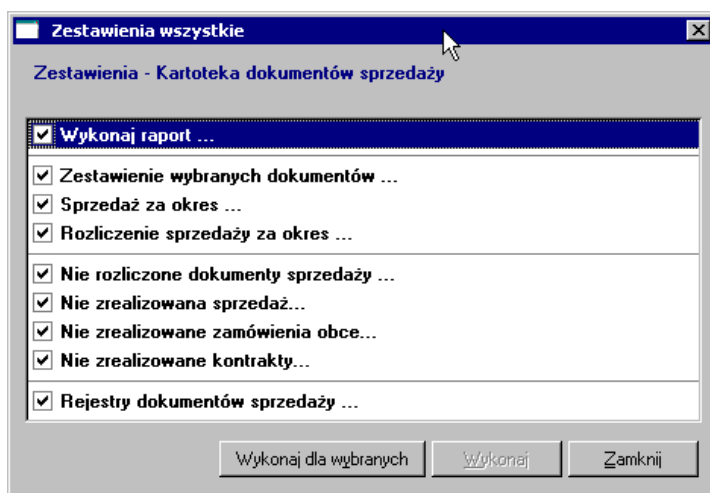 Zestawienia wszystkie
Zestawienia - Kartoteka dokumentów sprzedaży
Wykonaj raport ...
Zestawienie wybranych dokumentów ...
Sprzedaż za okres ...
Rozliczenie sprzedaży za okres ...
Nie rozliczone dokumenty sprzedaży ...
Nie zrealizowana sprzedaż...
Nie zrealizowane zamówienia obce...
Nie zrealizowane kontrakty...
Rejestry dokumentów sprzedaży ...
Wykonaj dla wybranych Wykonaj Zamknij